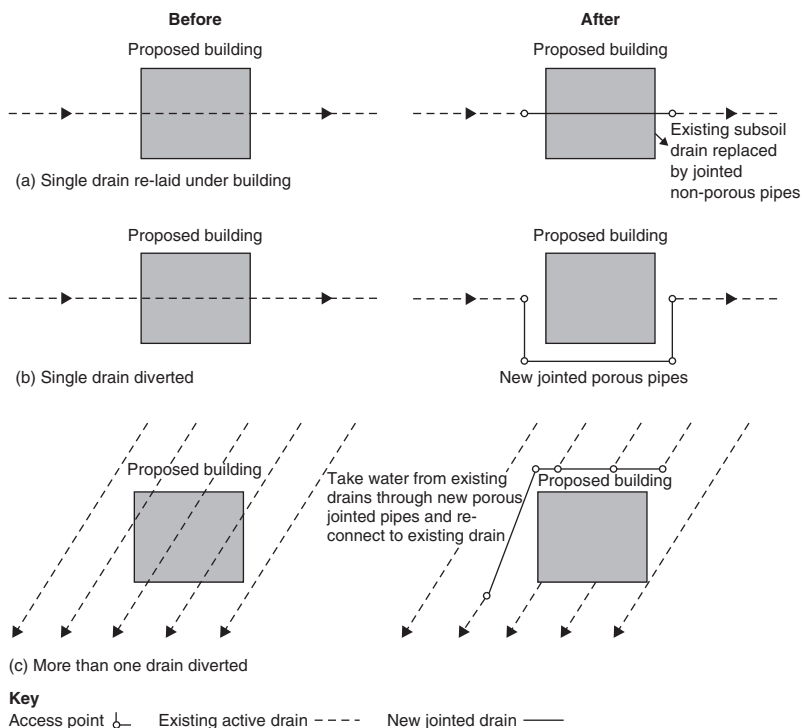 Before
After
Proposed building
Proposed building
Existing subsoil
drain replaced
by jointed
non-porous pipes
(a) Single drain re-laid under building
Proposed building
Proposed building
(b) Single drain diverted
New jointed porous pipes
Proposed building
Take water from existing
drains through new porous
jointed pipes and re-
connect to existing drain
Proposed building
(c) More than one drain diverted
Key
Access point
Existing active drain
New jointed drain